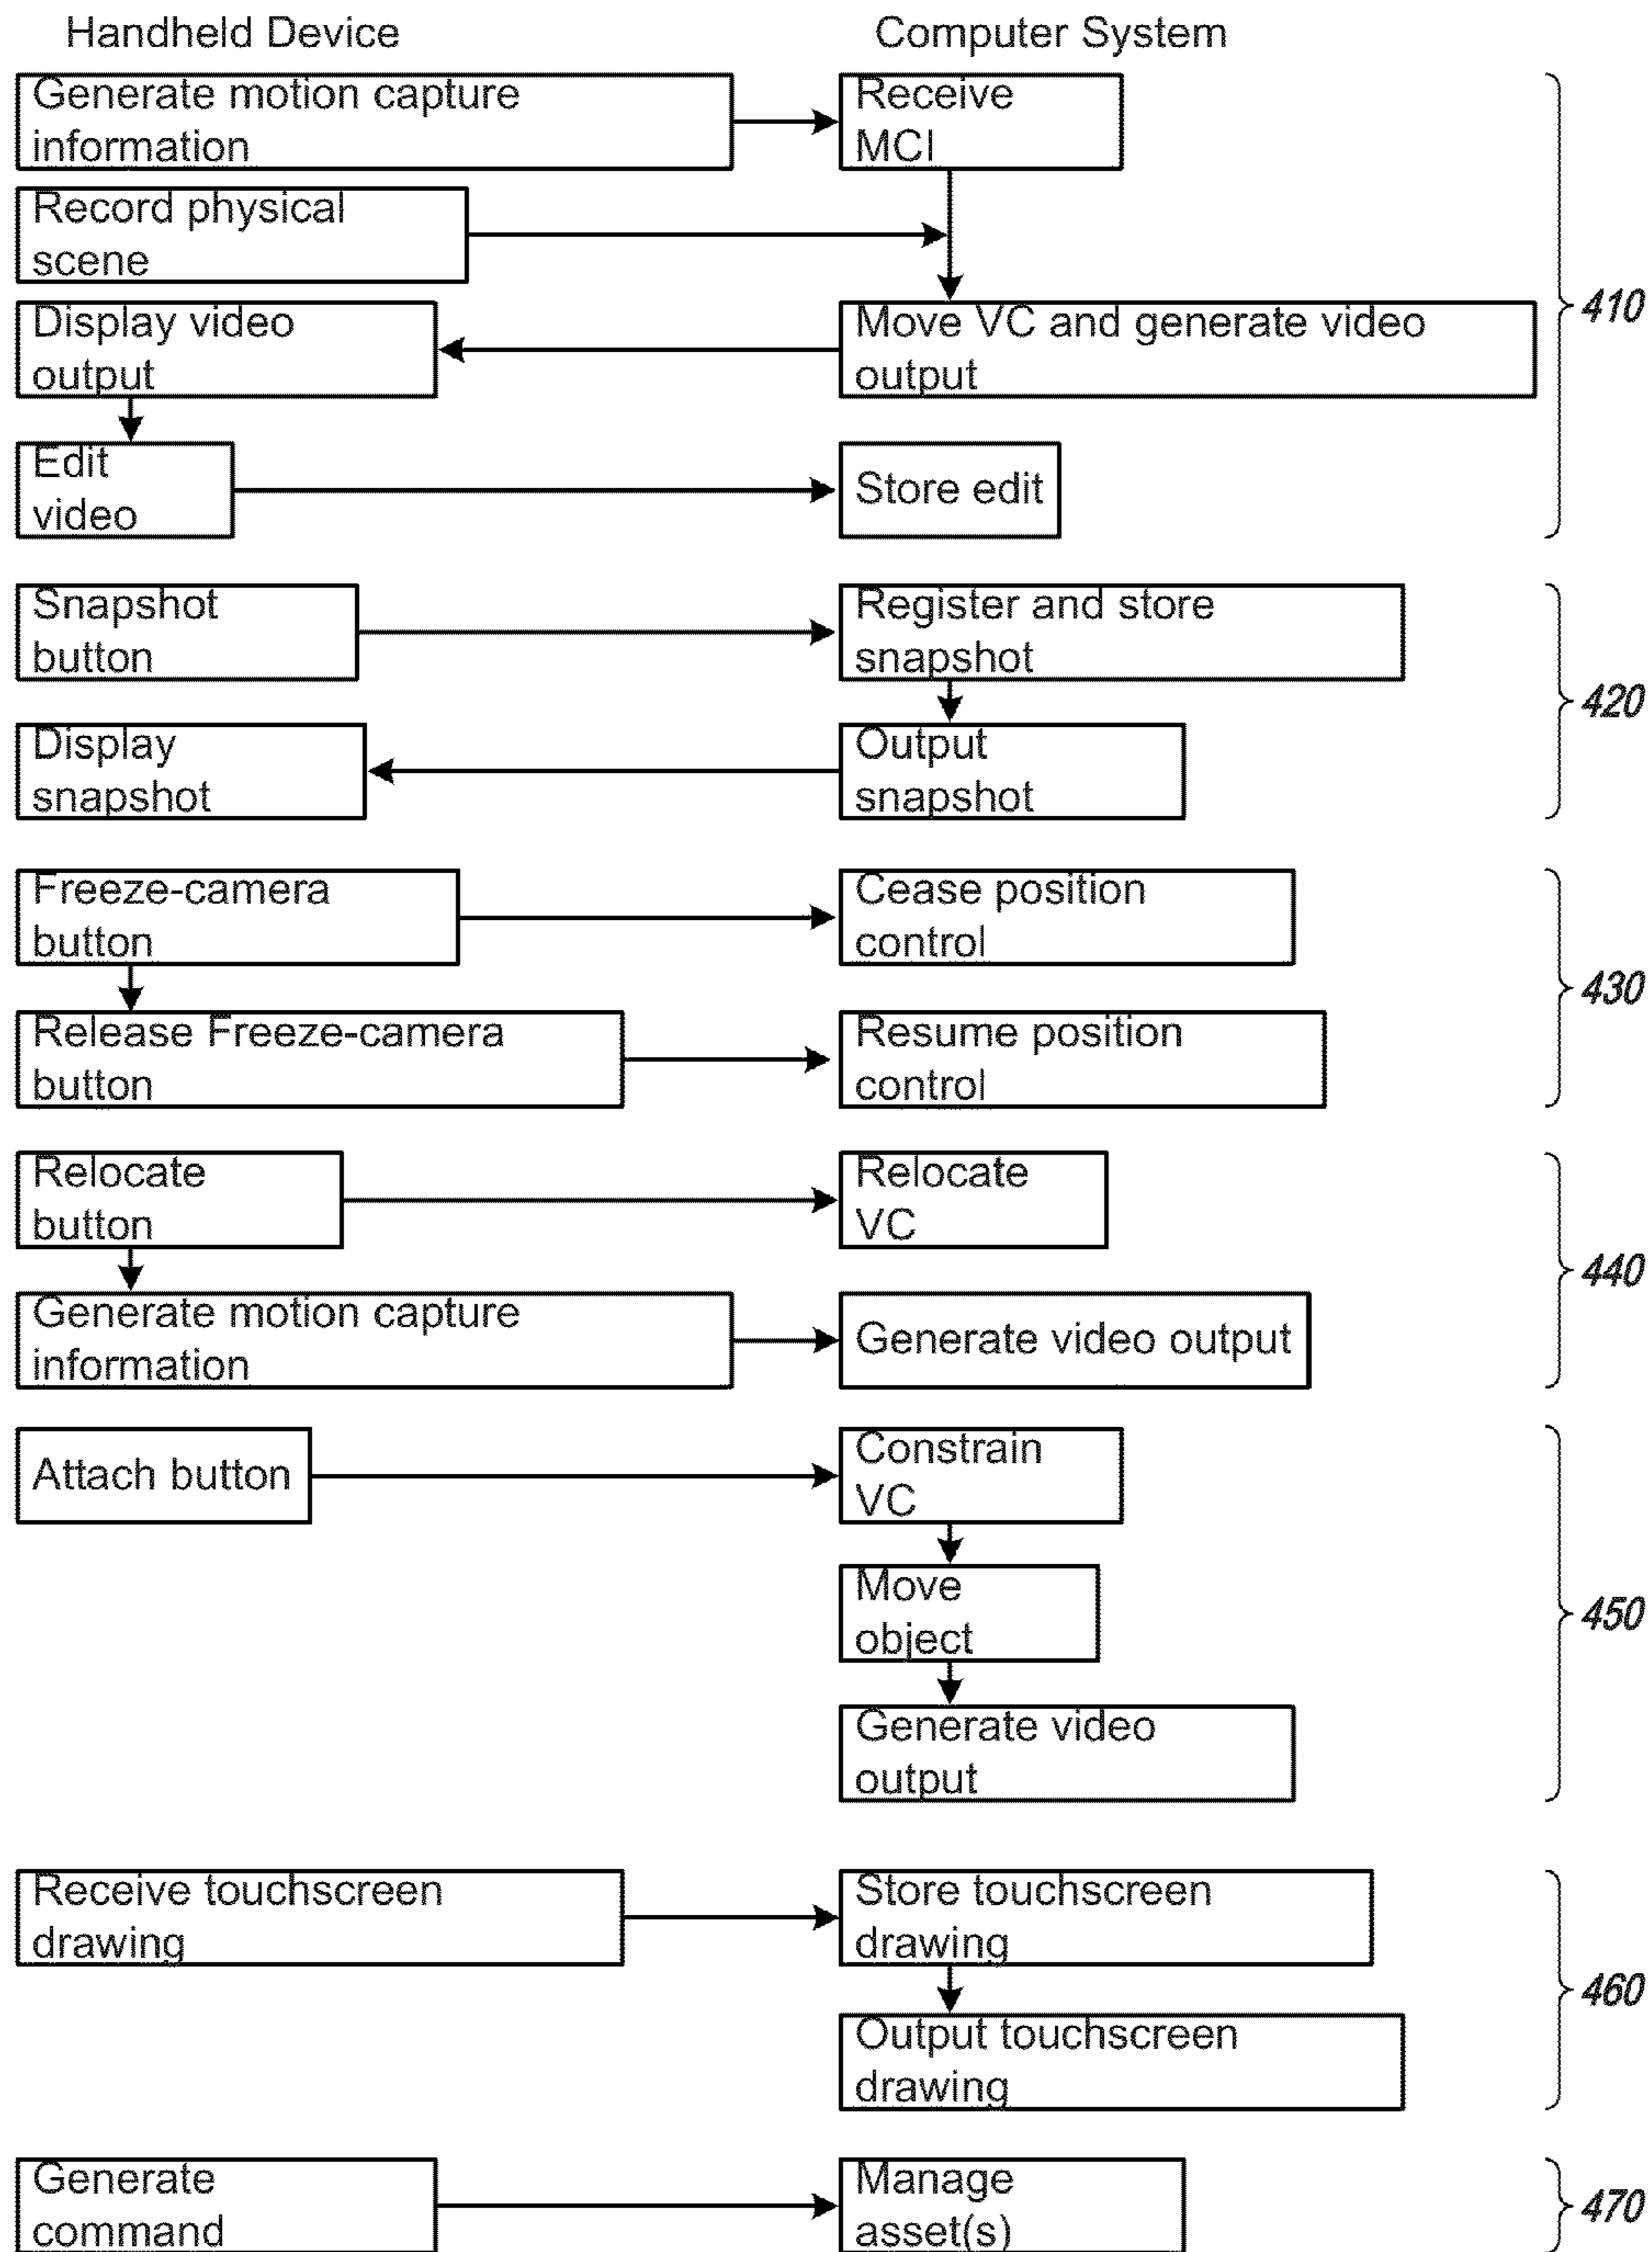 Handheld Device
Computer System
Generate motion capture
information
Receive
MCI
Record physical
scene
Display video
output
Move VC and generate video
output
Edit
video
Store edit
410
Snapshot
button
Register and store
snapshot
Display
snapshot
Output
snapshot
420
Freeze-camera
button
Cease position
control
Release Freeze-camera
button
Resume position
control
430
Relocate
button
Relocate
VC
Generate motion capture
information
Generate video output
440
Attach button
Constrain
VC
Move
object
Generate video
output
450
Receive touchscreen
drawing
Store touchscreen
drawing
Output touchscreen
drawing
460
Generate
command
Manage
asset(s)
470